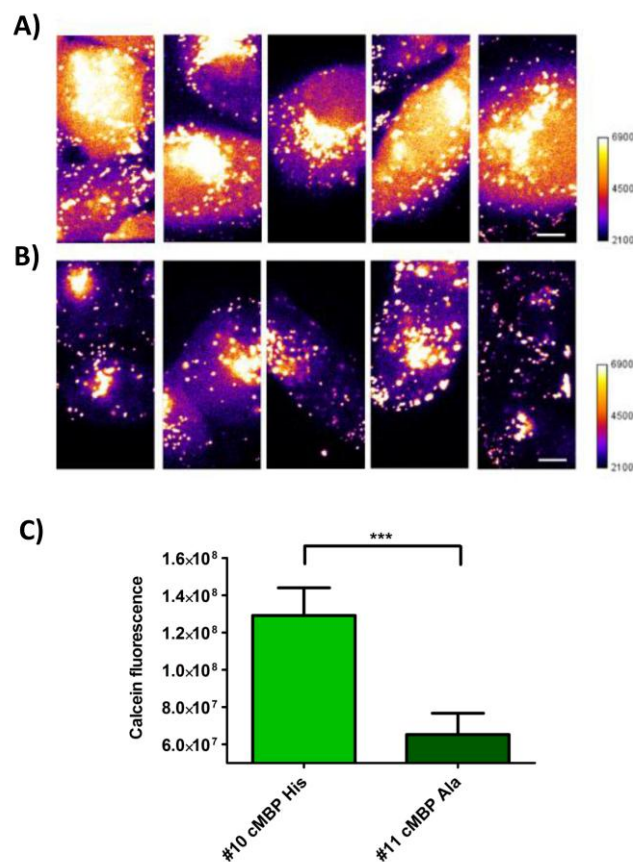 A)
6900
4500
2100
B)
6900
4500
2100
C)
***
Calcein fluorescence
1.6×10⁸
1.4×10⁸
1.2×10⁸
1.0×10⁸
8.0×10⁷
6.0×10⁷
#10 cMBP His
#11 cMBP Ala